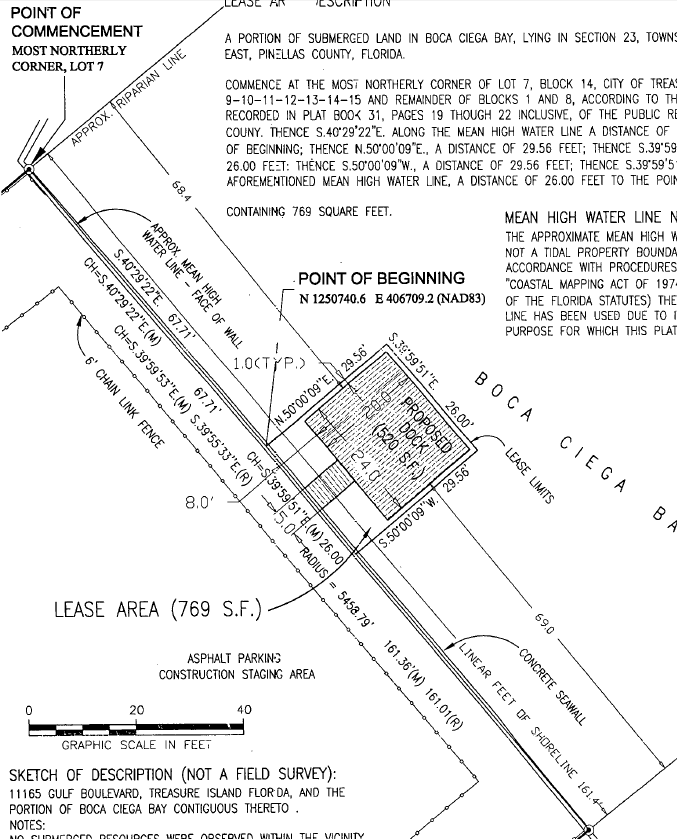 LEASE AR    DESCRIPTION
POINT OF
COMMENCEMENT
MOST NORTHERLY
CORNER, LOT 7
A PORTION OF SUBMERGED LAND IN BOCA CIEGA BAY, LYING IN SECTION 23, TOWNS
EAST, PINELLAS COUNTY, FLORIDA.
COMMENCE AT THE MOST NORTHERLY CORNER OF LOT 7, BLOCK 14, CITY OF TREAS
9-10-11-12-13-14-15 AND REMAINDER OF BLOCKS 1 AND 8, ACCORDING TO TH
RECORDED IN PLAT BOOK 31, PAGES 19 THOUGH 22 INCLUSIVE, OF THE PUBLIC RE
COUNY. THENCE S.40°29'22"E. ALONG THE MEAN HIGH WATER LINE A DISTANCE OF
OF BEGINNING; THENCE N.50°00'09"E., A DISTANCE OF 29.56 FEET; THENCE S.39°59
26.00 FEET: THENCE S.50°00'09"W., A DISTANCE OF 29.56 FEET; THENCE S.39°59'5
AFOREMENTIONED MEAN HIGH WATER LINE, A DISTANCE OF 26.00 FEET TO THE POIN
CONTAINING 769 SQUARE FEET.
MEAN HIGH WATER LINE N
THE APPROXIMATE MEAN HIGH W
NOT A TIDAL PROPERTY BOUNDA
ACCORDANCE WITH PROCEDURES
"COASTAL MAPPING ACT OF 1974
OF THE FLORIDA STATUTES) THE
LINE HAS BEEN USED DUE TO
PURPOSE FOR WHICH THIS PLAT
APPROX. RIPARIAN LINE
68.4
APPROX. MEAN HIGH
WATER LINE - FACE OF WALL
S.40°29'22"E. 67.71'
CH=S.40°29'22"E.(M) 67.71'
CH=S.39°59'53"E.(M) S.39°55'33"E.(R)
6' CHAIN LINK FENCE
POINT OF BEGINNING
N 1250740.6 E 406709.2 (NAD83)
1.0(TYP.)
N.50°00'09"E. 29.56'
S.39°59'51"E. 26.00'
PROPOSED
DOCK
(520 S.F.)
24.0
8.0'
5.0
CH=S.39°59'51"E.(M) 26.00'
S.50°00'09"W. 29.56'
LEASE LIMITS
BOCA CIEGA BA
RADIUS = 5458.79'
LEASE AREA (769 S.F.)
69.0
161.36'(M) 161.01(R)
CONCRETE SEAWALL
LINEAR FEET OF SHORELINE 161.4'
ASPHALT PARKING
CONSTRUCTION STAGING AREA
0 20 40
GRAPHIC SCALE IN FEET
SKETCH OF DESCRIPTION (NOT A FIELD SURVEY):
11165 GULF BOULEVARD, TREASURE ISLAND FLORIDA, AND THE
PORTION OF BOCA CIEGA BAY CONTIGUOUS THERETO .
NOTES:
NO SUBMERGED RESOURCES WERE OBSERVED WITHIN THE VICINITY